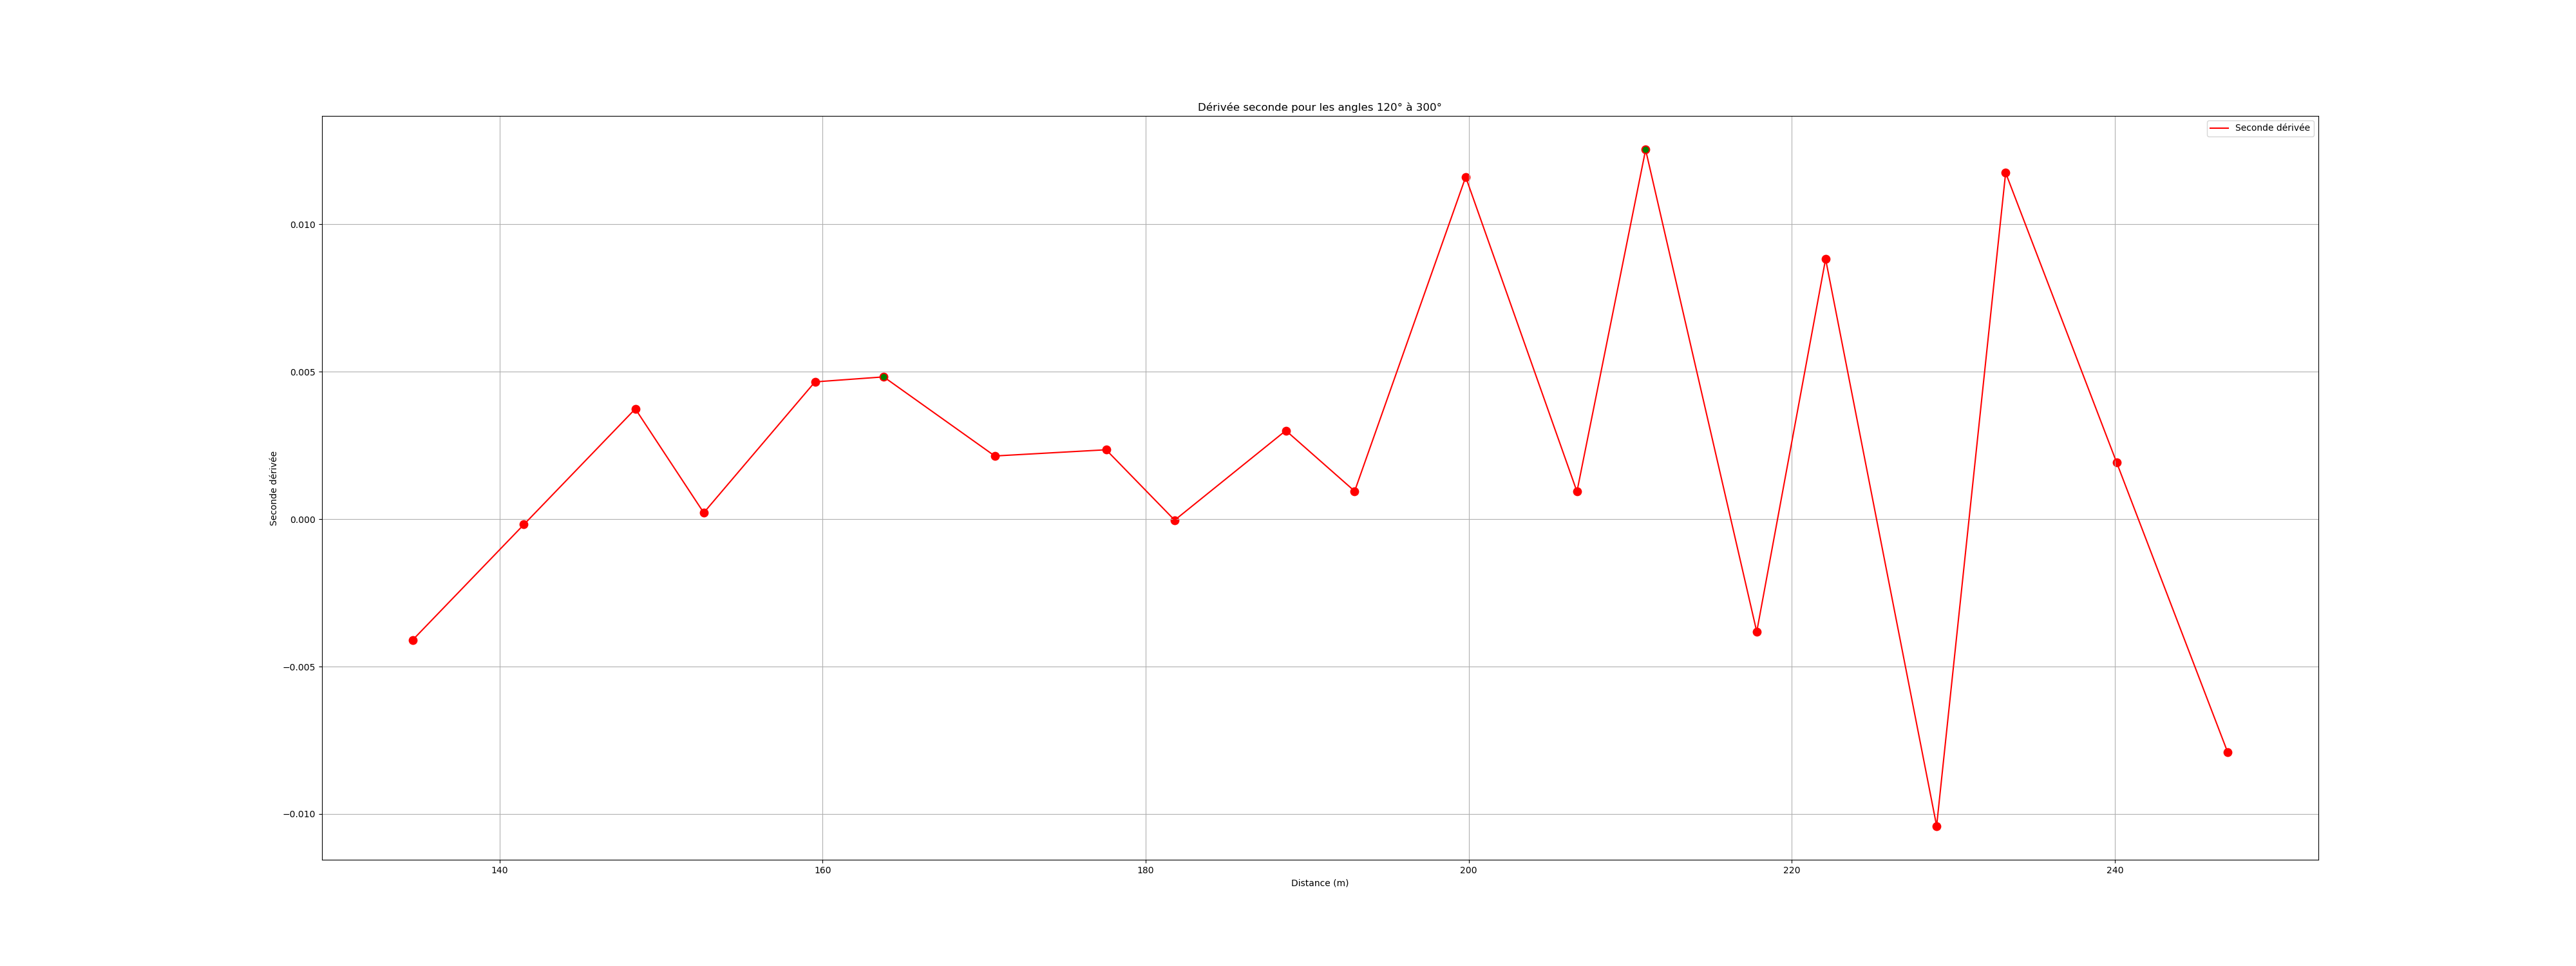 Dérivée seconde pour les angles 120° à 300°
Seconde dérivée
0.010
0.005
0.000
−0.005
−0.010
Seconde dérivée
140
160
180
200
220
240
Distance (m)